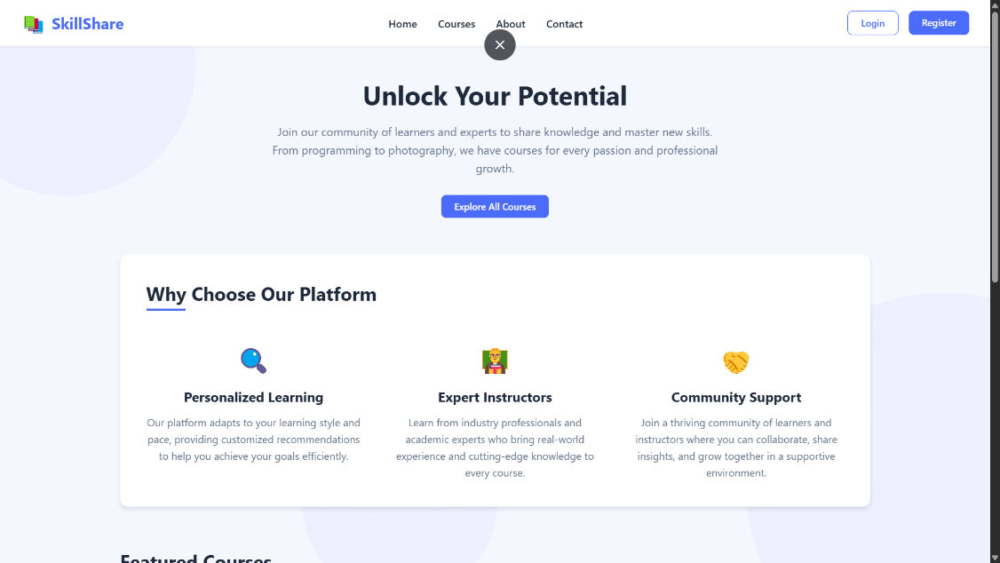 SkillShare
Home Courses About Contact
Login
Register
Unlock Your Potential
Join our community of learners and experts to share knowledge and master new skills.
From programming to photography, we have courses for every passion and professional
growth.
Explore All Courses
Why Choose Our Platform
Personalized Learning
Our platform adapts to your learning style and
pace, providing customized recommendations
to help you achieve your goals efficiently.
Expert Instructors
Learn from industry professionals and
academic experts who bring real-world
experience and cutting-edge knowledge to
every course.
Community Support
Join a thriving community of learners and
instructors where you can collaborate, share
insights, and grow together in a supportive
environment.
Featured Courses